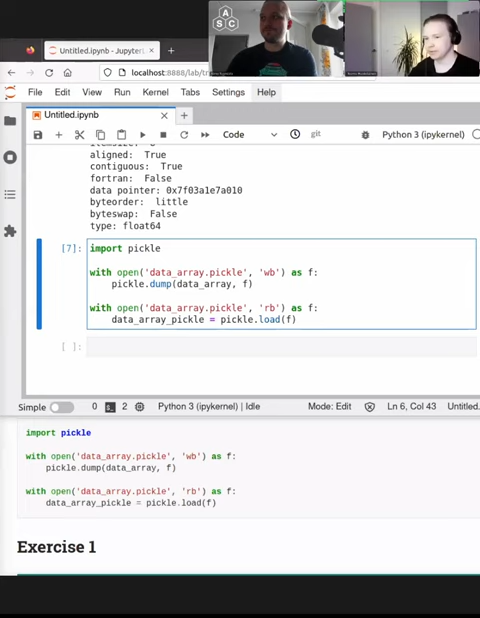 A
S C
Untitled.ipynb - Jupyter
localhost:8888/lab/tr
File Edit View Run Kernel Tabs Settings Help
Untitled.ipynb
Code
git
Python 3 (ipykernel)
aligned: True
contiguous: True
fortran: False
data pointer: 0x7f03a1e7a010
byteorder: little
byteswap: False
type: float64
[7]: import pickle
with open('data_array.pickle', 'wb') as f:
pickle.dump(data_array, f)
with open('data_array.pickle', 'rb') as f:
data_array_pickle = pickle.load(f)
[ ]:
Simple 0 2 Python 3 (ipykernel) | Idle Mode: Edit Ln 6, Col 43 Untitled.
import pickle
with open('data_array.pickle', 'wb') as f:
pickle.dump(data_array, f)
with open('data_array.pickle', 'rb') as f:
data_array_pickle = pickle.load(f)
Exercise 1